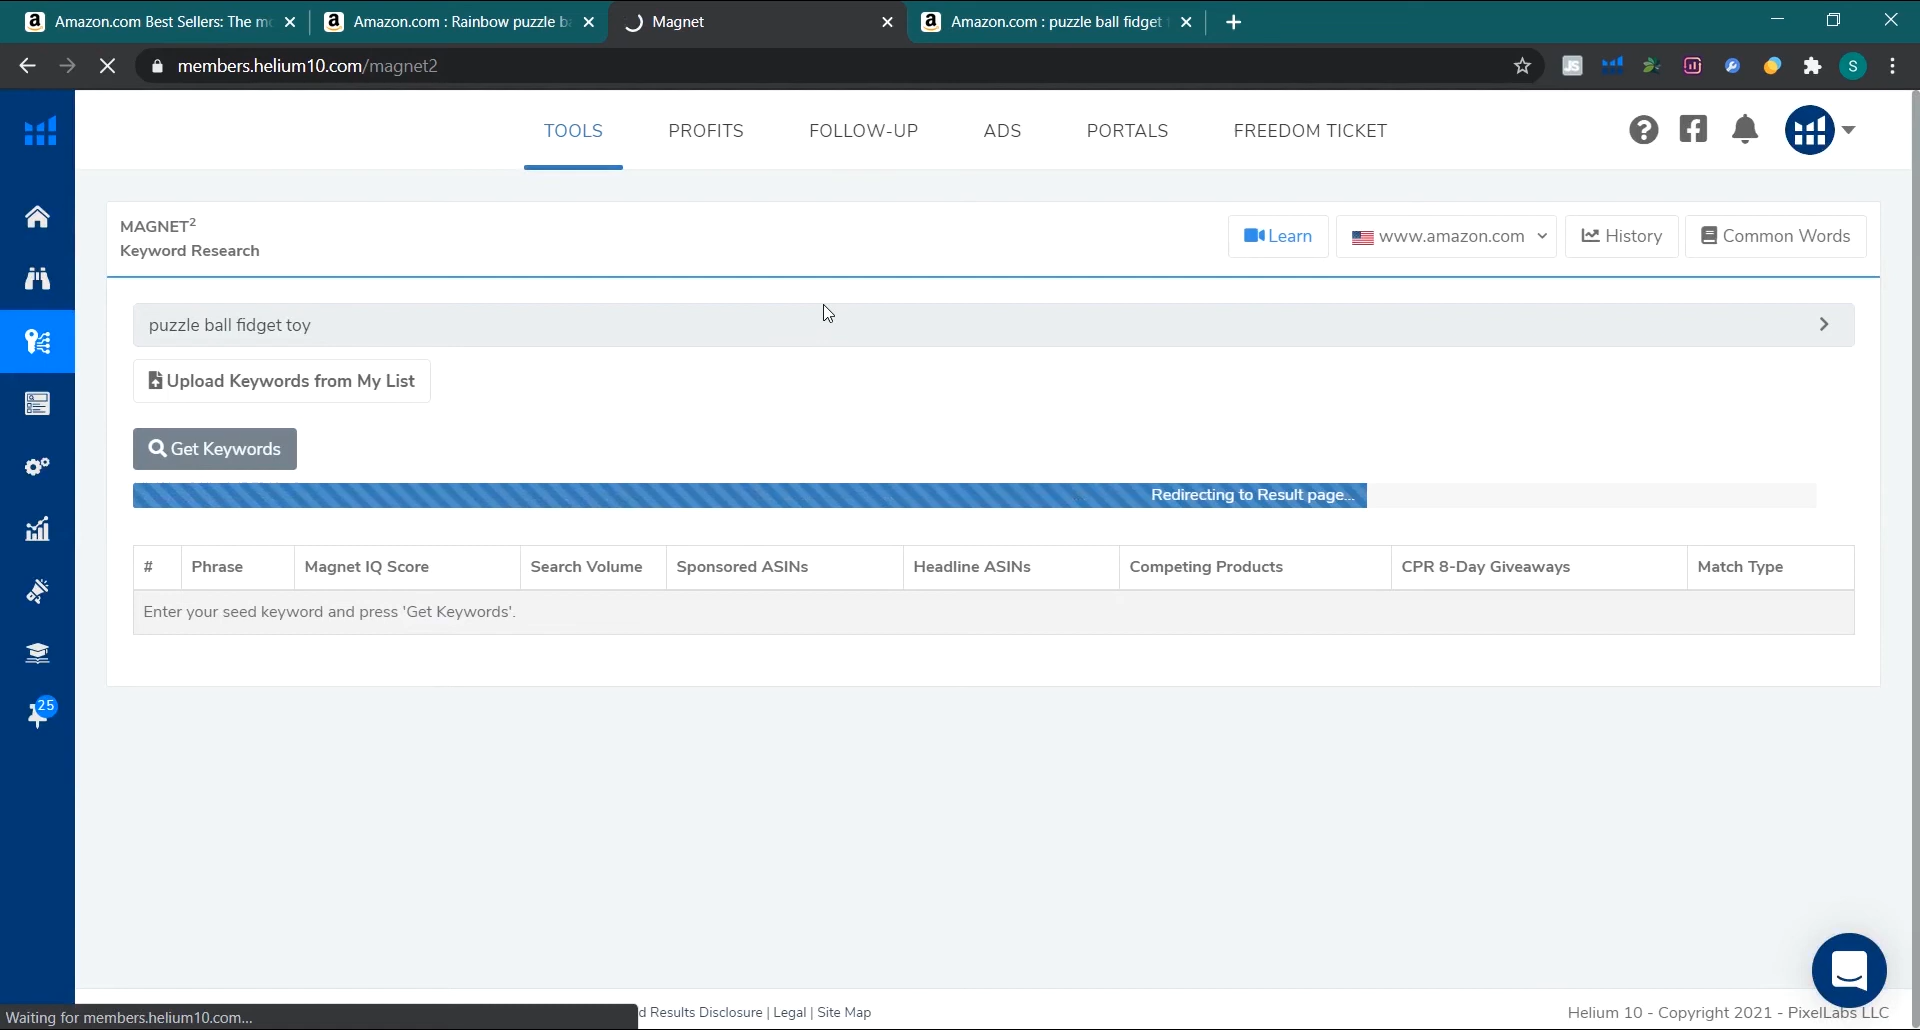 Amazon.com Best Sellers: The mo
Amazon.com : Rainbow puzzle b
Magnet
Amazon.com : puzzle ball fidget t
members.helium10.com/magnet2
JS
S
TOOLS
PROFITS
FOLLOW-UP
ADS
PORTALS
FREEDOM TICKET
MAGNET²
Keyword Research
Learn
www.amazon.com
History
Common Words
puzzle ball fidget toy
Upload Keywords from My List
Get Keywords
Redirecting to Result page...
# Phrase Magnet IQ Score Search Volume Sponsored ASINs Headline ASINs Competing Products CPR 8-Day Giveaways Match Type
Enter your seed keyword and press 'Get Keywords'.
25
Waiting for members.helium10.com...
d Results Disclosure | Legal | Site Map
Helium 10 - Copyright 2021 - PixelLabs LLC